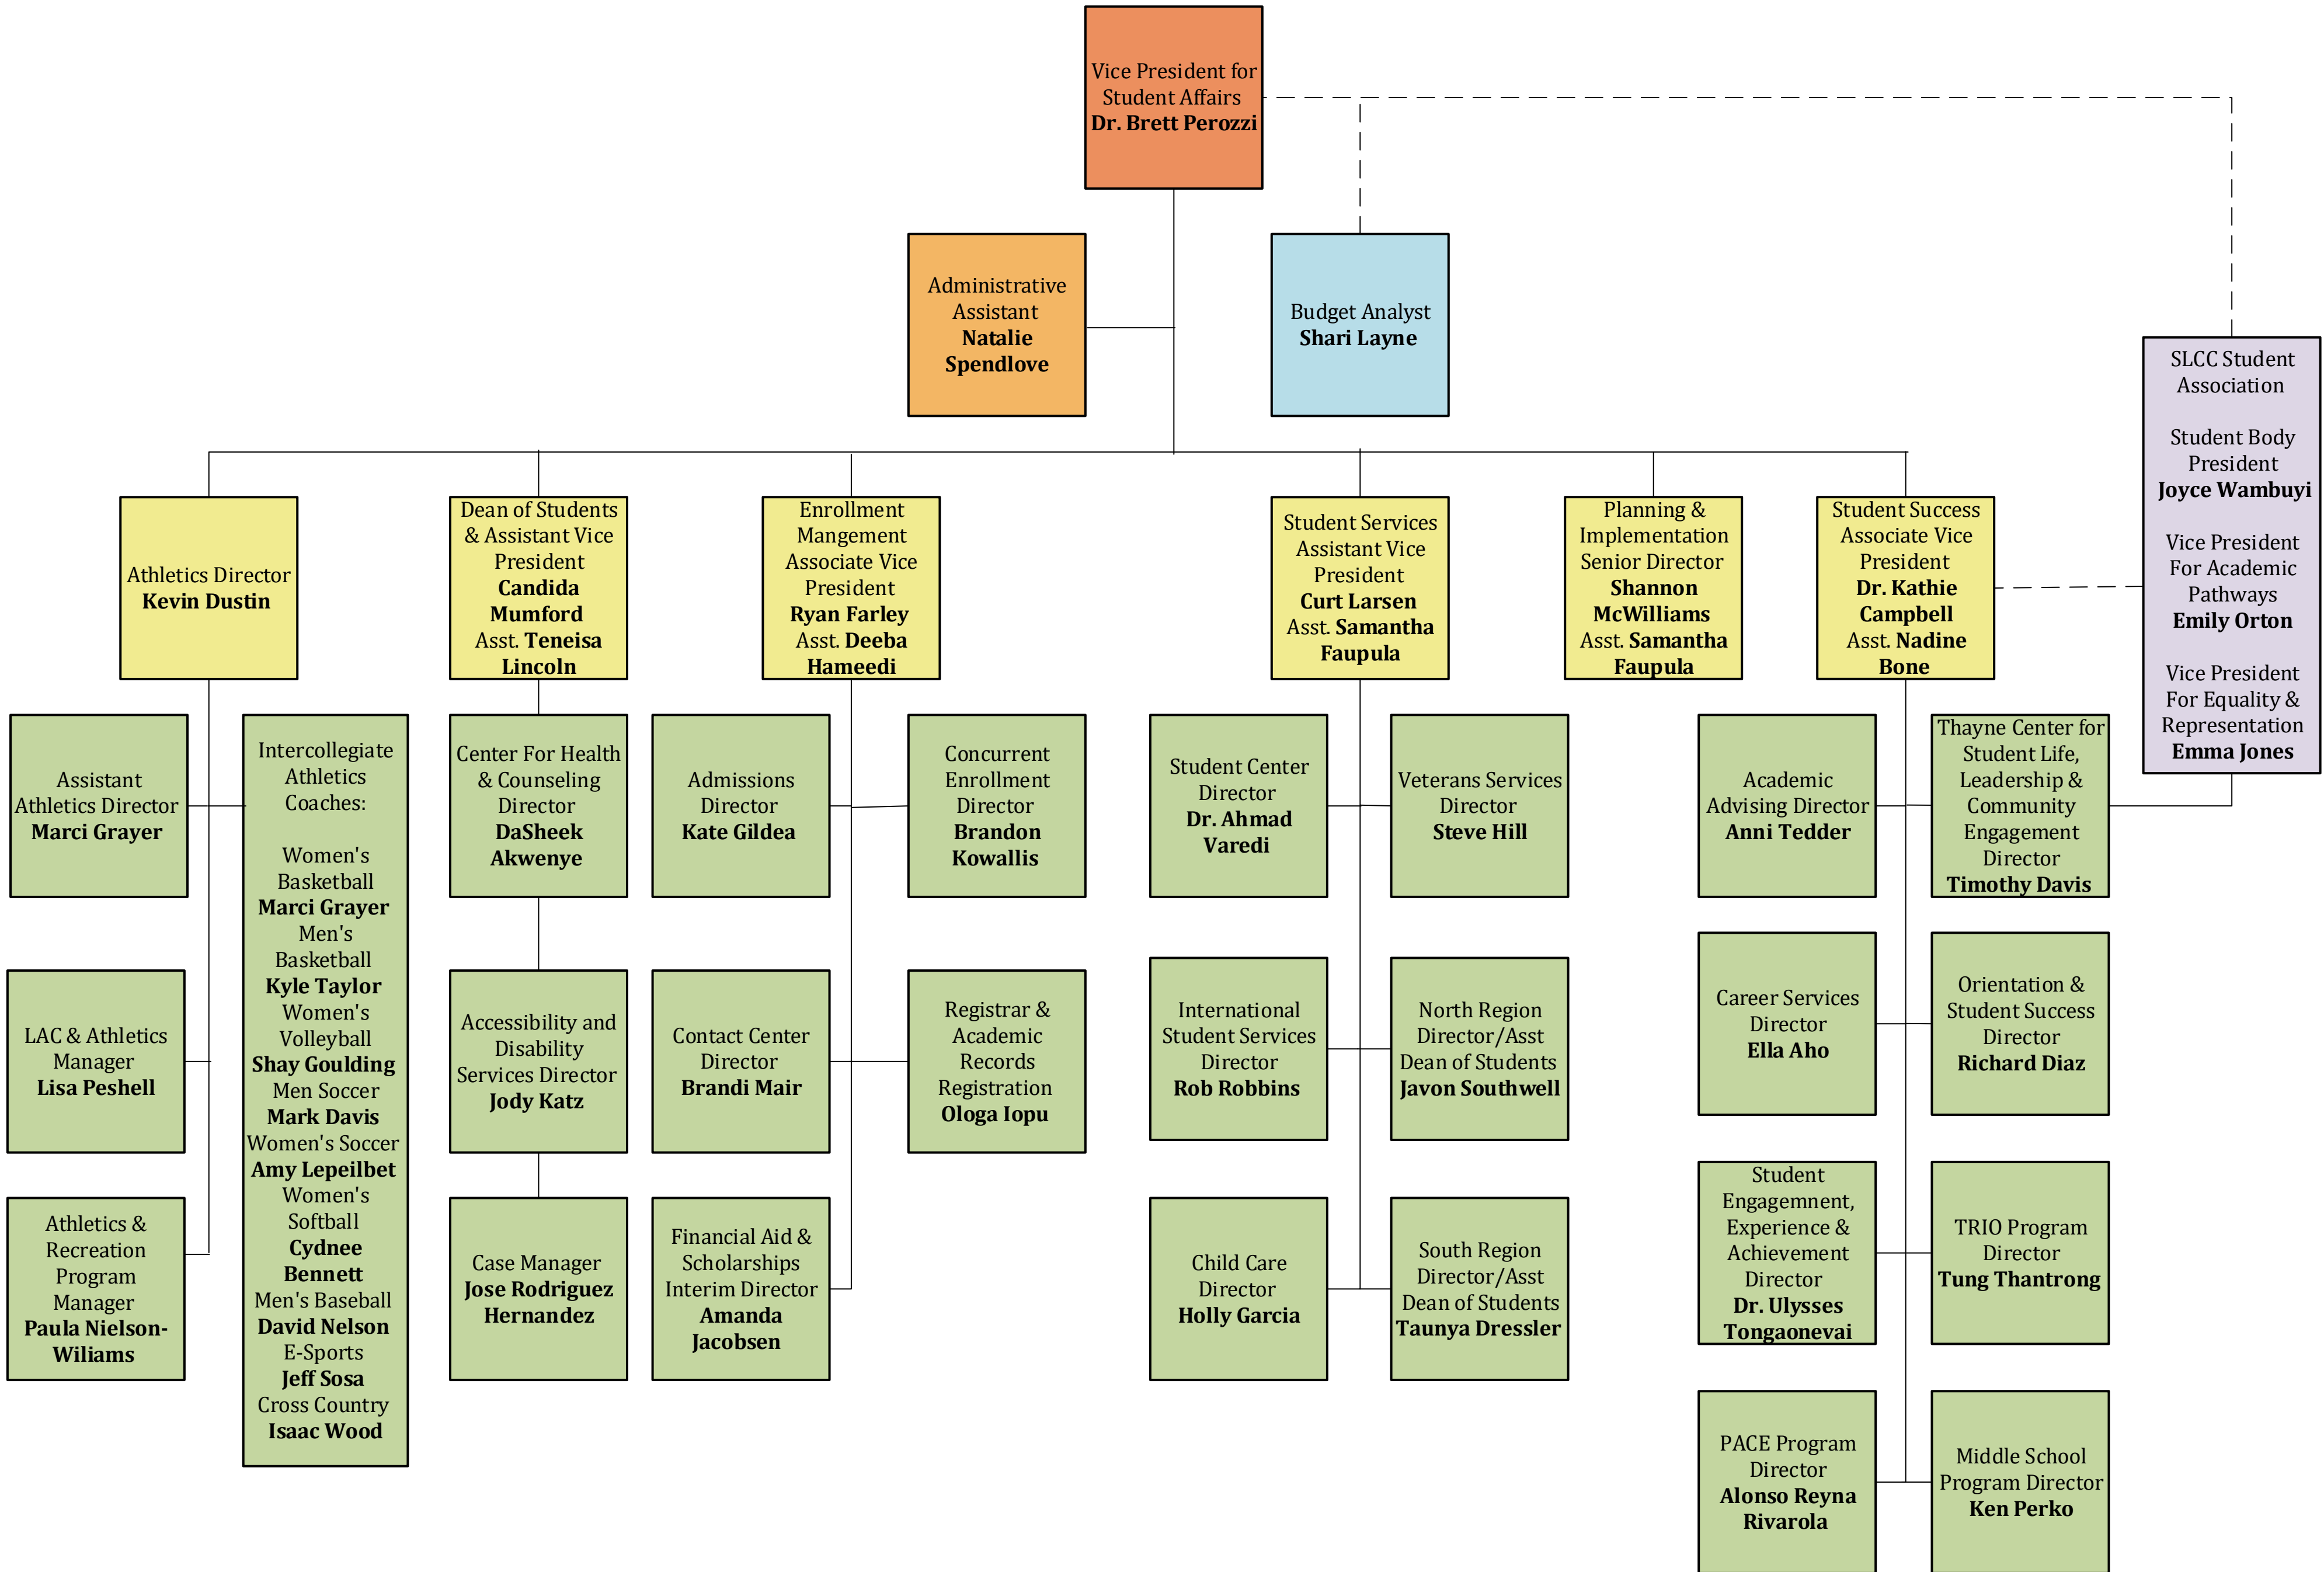 Vice President for
Student Affairs
Dr. Brett Perozzi
Administrative
Assistant
Natalie
Spendlove
Budget Analyst
Shari Layne
SLCC Student
Association
Student Body
President
Joyce Wambuyi
Vice President
For Academic
Pathways
Emily Orton
Vice President
For Equality &
Representation
Emma Jones
Athletics Director
Kevin Dustin
Dean of Students
& Assistant Vice
President
Candida
Mumford
Asst. Teneisa
Lincoln
Enrollment
Mangement
Associate Vice
President
Ryan Farley
Asst. Deeba
Hameedi
Student Services
Assistant Vice
President
Curt Larsen
Asst. Samantha
Faupula
Planning &
Implementation
Senior Director
Shannon
McWilliams
Asst. Samantha
Faupula
Student Success
Associate Vice
President
Dr. Kathie
Campbell
Asst. Nadine
Bone
Assistant
Athletics Director
Marci Grayer
Intercollegiate
Athletics
Coaches:
Women's
Basketball
Marci Grayer
Men's
Basketball
Kyle Taylor
Women's
Volleyball
Shay Goulding
Men Soccer
Mark Davis
Women's Soccer
Amy Lepeilbet
Women's
Softball
Cydnee
Bennett
Men's Baseball
David Nelson
E-Sports
Jeff Sosa
Cross Country
Isaac Wood
Center For Health
& Counseling
Director
DaSheek
Akwenye
Admissions
Director
Kate Gildea
Concurrent
Enrollment
Director
Brandon
Kowallis
Student Center
Director
Dr. Ahmad
Varedi
Veterans Services
Director
Steve Hill
Academic
Advising Director
Anni Tedder
Thayne Center for
Student Life,
Leadership &
Community
Engagement
Director
Timothy Davis
LAC & Athletics
Manager
Lisa Peshell
Accessibility and
Disability
Services Director
Jody Katz
Contact Center
Director
Brandi Mair
Registrar &
Academic
Records
Registration
Ologa Iopu
International
Student Services
Director
Rob Robbins
North Region
Director/Asst
Dean of Students
Javon Southwell
Career Services
Director
Ella Aho
Orientation &
Student Success
Director
Richard Diaz
Athletics &
Recreation
Program
Manager
Paula Nielson-
Wiliams
Case Manager
Jose Rodriguez
Hernandez
Financial Aid &
Scholarships
Interim Director
Amanda
Jacobsen
Child Care
Director
Holly Garcia
South Region
Director/Asst
Dean of Students
Taunya Dressler
Student
Engagemnent,
Experience &
Achievement
Director
Dr. Ulysses
Tongaonevai
TRIO Program
Director
Tung Thantrong
PACE Program
Director
Alonso Reyna
Rivarola
Middle School
Program Director
Ken Perko